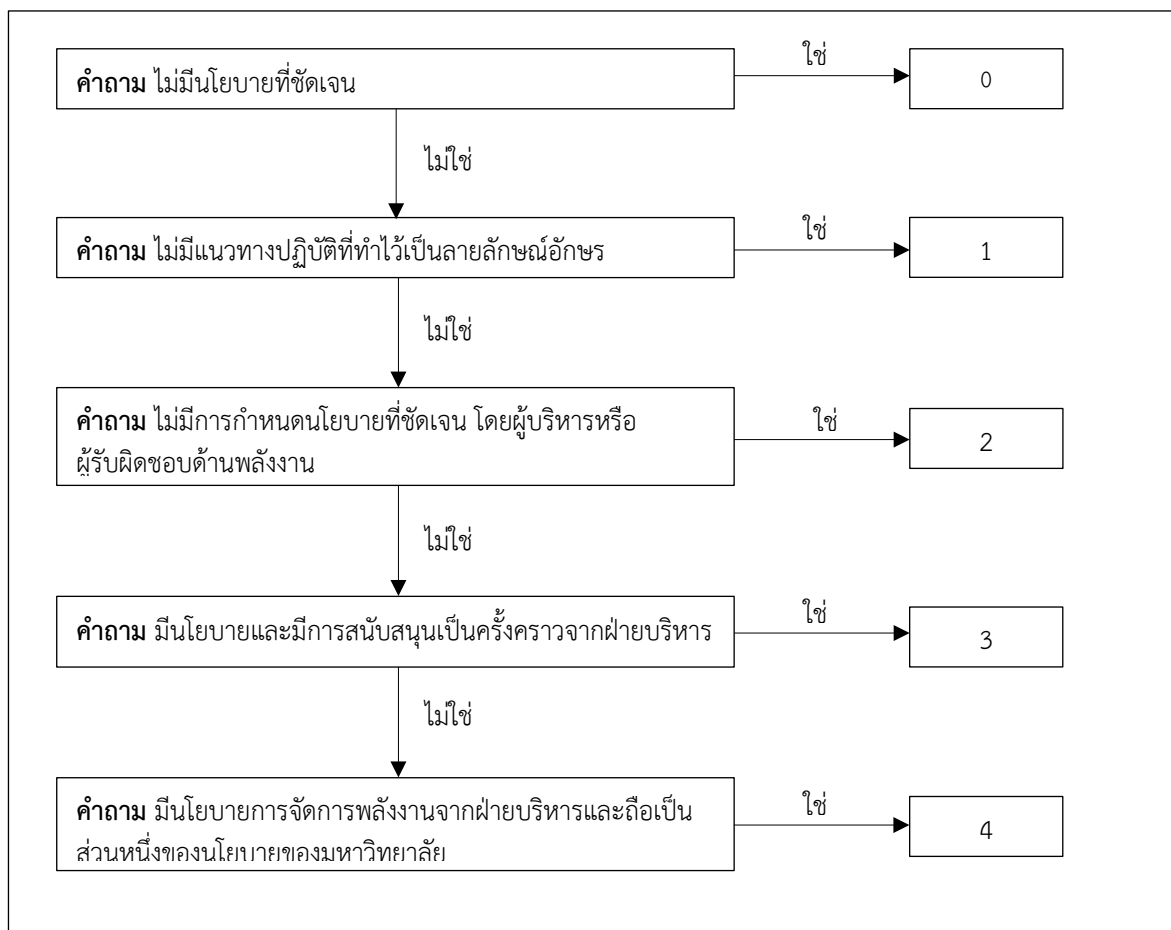 คำถาม ไม่มีนโยบายที่ชัดเจน
ใช่
0
ไม่ใช่
คำถาม ไม่มีแนวทางปฏิบัติที่ทำไว้เป็นลายลักษณ์อักษร
ใช่
1
ไม่ใช่
คำถาม ไม่มีการกำหนดนโยบายที่ชัดเจน โดยผู้บริหารหรือ
ผู้รับผิดชอบด้านพลังงาน
ใช่
2
ไม่ใช่
คำถาม มีนโยบายและมีการสนับสนุนเป็นครั้งคราวจากฝ่ายบริหาร
ใช่
3
ไม่ใช่
คำถาม มีนโยบายการจัดการพลังงานจากฝ่ายบริหารและถือเป็น
ส่วนหนึ่งของนโยบายของมหาวิทยาลัย
ใช่
4